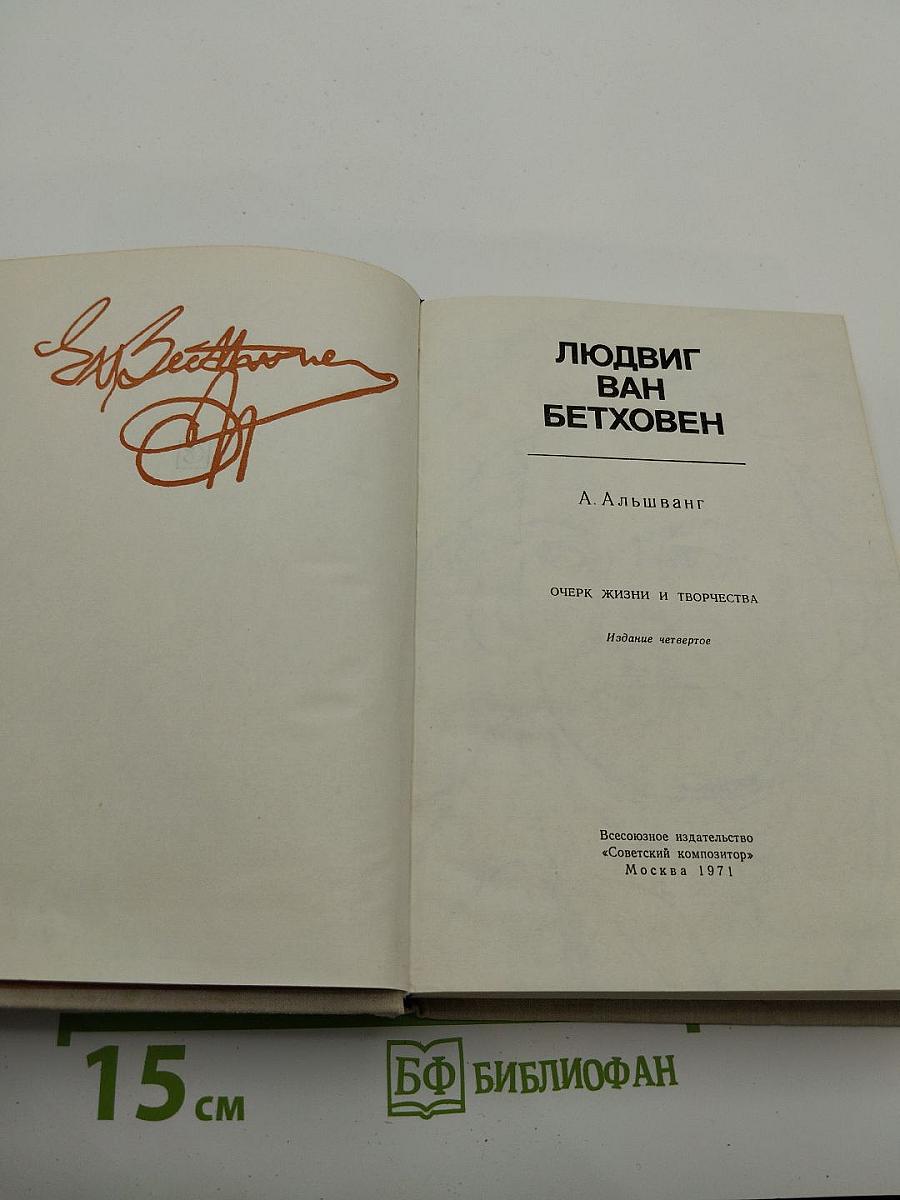 Beethoven
ЛЮДВИГ
ВАН
БЕТХОВЕН
А. Альшванг
ОЧЕРК ЖИЗНИ И ТВОРЧЕСТВА
Издание четвертое
Всесоюзное издательство
«Советский композитор»
Москва 1971
15 см
БФ БИБЛИОФАН